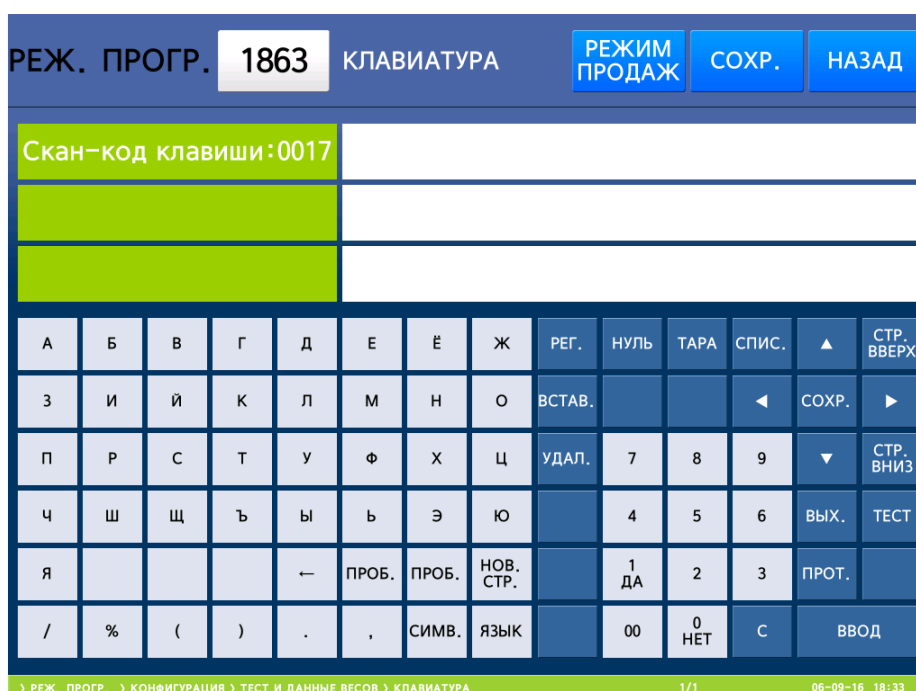 РЕЖ. ПРОГР. 1863 КЛАВИАТУРА РЕЖИМ ПРОДАЖ СОХР. НАЗАД
Скан-код клавиши:0017
А Б В Г Д Е Ё Ж РЕГ. НУЛЬ ТАРА СПИС. ▲ СТР. ВВЕРХ
З И Й К Л М Н О ВСТАВ. ◀ СОХР. ▶
П Р С Т У Ф Х Ц УДАЛ. 7 8 9 ▼ СТР. ВНИЗ
Ч Ш Щ Ъ Ы Ь Э Ю 4 5 6 ВЫХ. ТЕСТ
Я ← ПРОБ. ПРОБ. НОВ. СТР. 1 ДА 2 3 ПРОТ.
/ % ( ) . , СИМВ. ЯЗЫК 00 0 НЕТ С ВВОД
> РЕЖ. ПРОГР. > КОНФИГУРАЦИЯ > ТЕСТ И ДАННЫЕ ВЕСОВ > КЛАВИАТУРА 1/1 06-09-16 18:33